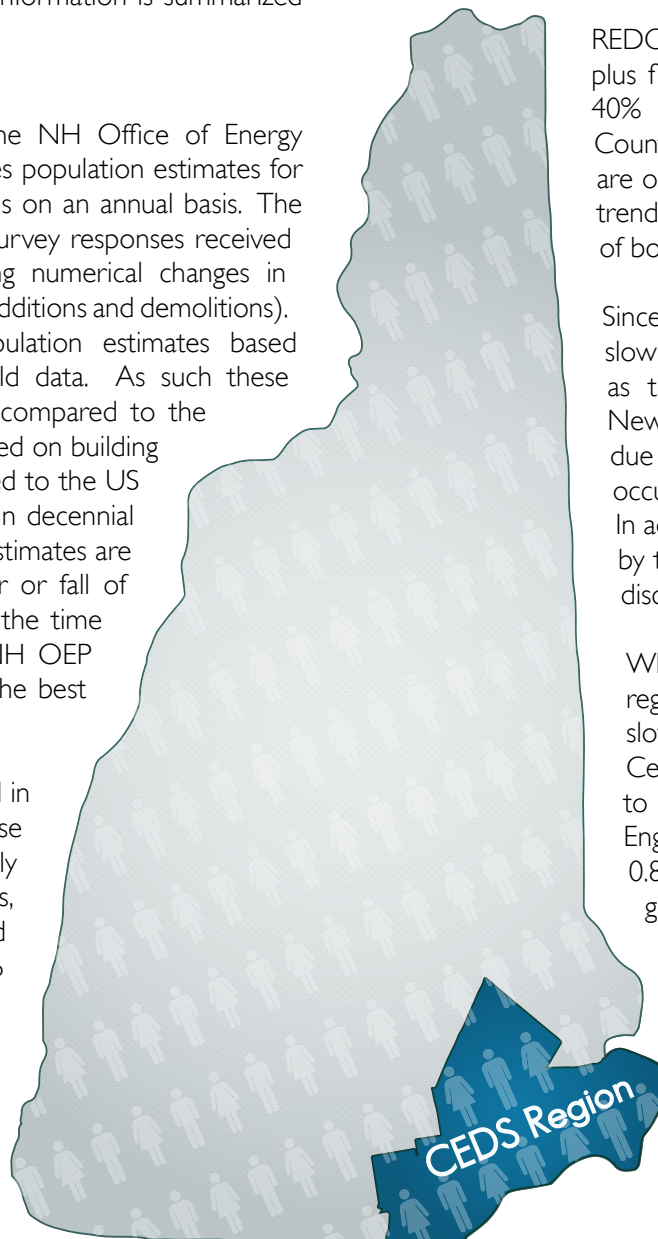 information is summarized
he NH Office of Energy
es population estimates for
s on an annual basis. The
urvey responses received
ng numerical changes in
dditions and demolitions).
pulation estimates based
ld data. As such these
compared to the
ed on building
ed to the US
n decennial
stimates are
r or fall of
the time
NH OEP
he best
d in
se
ly
s,
d
REDC
plus f
40%
Coun
are o
trend
of bo
Since
slow
as t
New
due
occu
In ac
by t
disc
Wh
reg
slo
Ce
to
Eng
0.8
g
CEDS Region